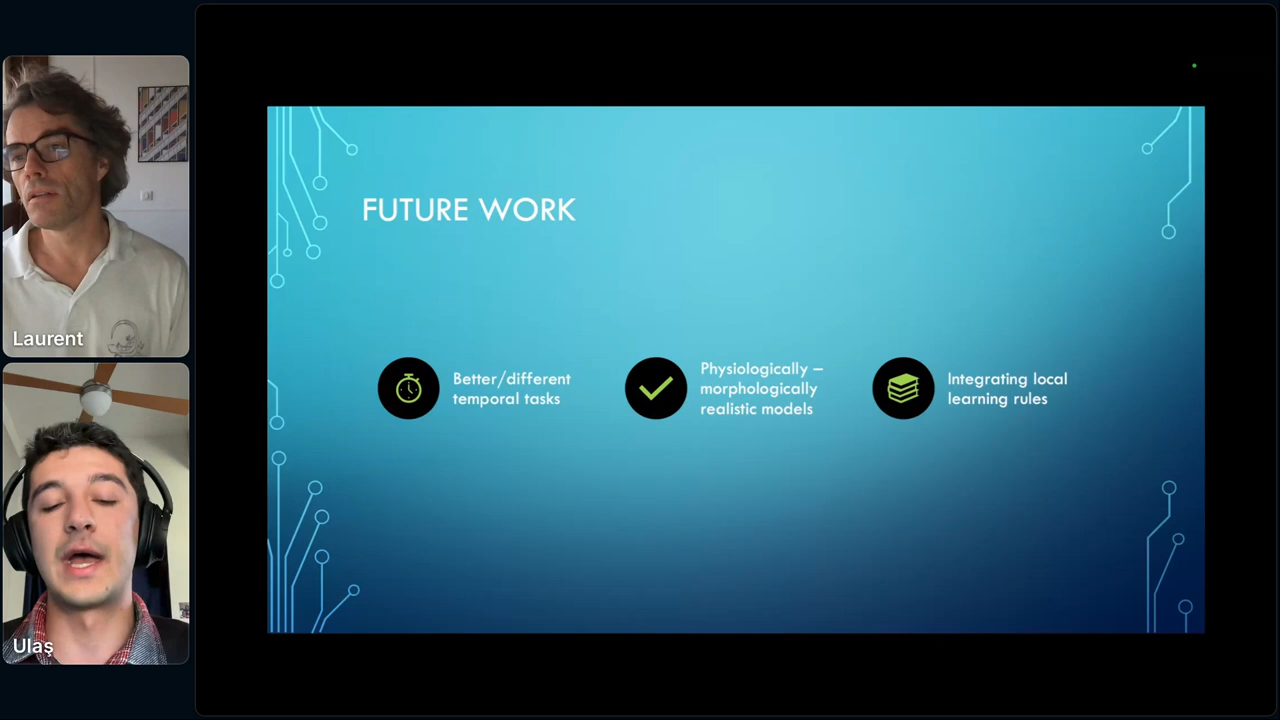 Laurent
Ulaş
FUTURE WORK
Better/different
temporal tasks
Physiologically –
morphologically
realistic models
Integrating local
learning rules